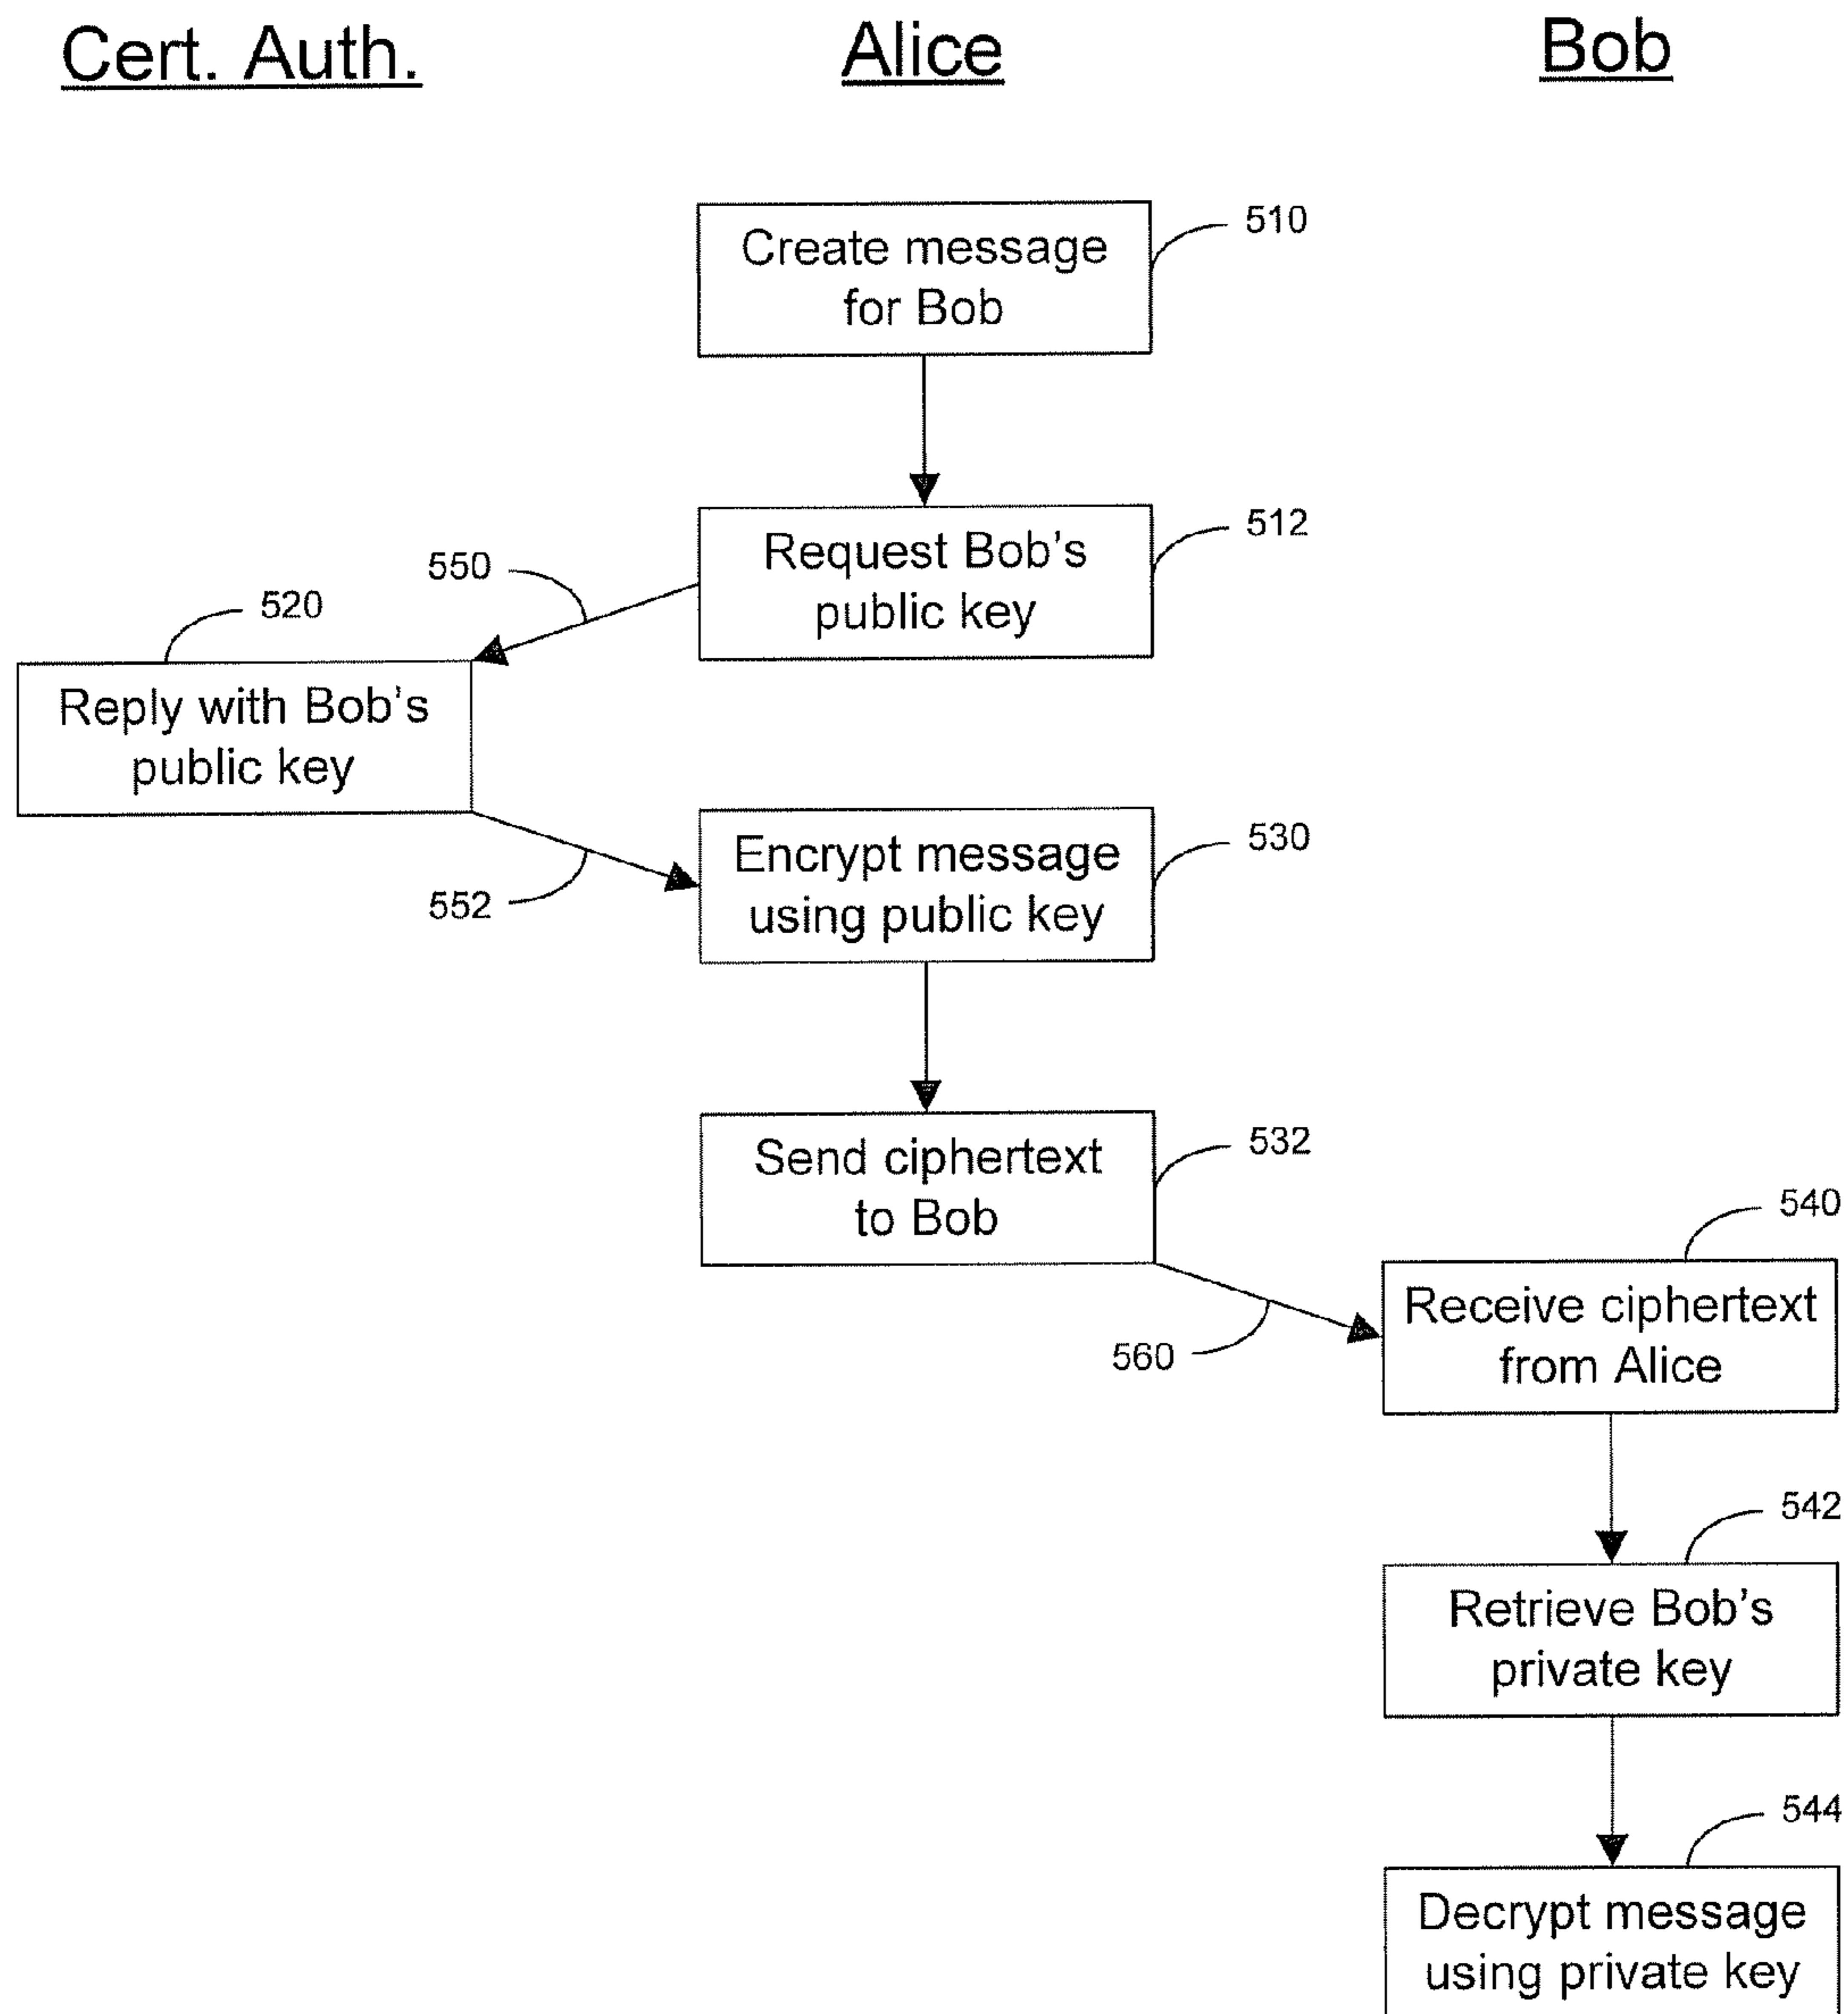 Cert. Auth.
Alice
Bob
510
Create message
for Bob
512
Request Bob's
public key
550
520
Reply with Bob's
public key
530
Encrypt message
using public key
552
532
Send ciphertext
to Bob
540
Receive ciphertext
from Alice
560
542
Retrieve Bob's
private key
544
Decrypt message
using private key